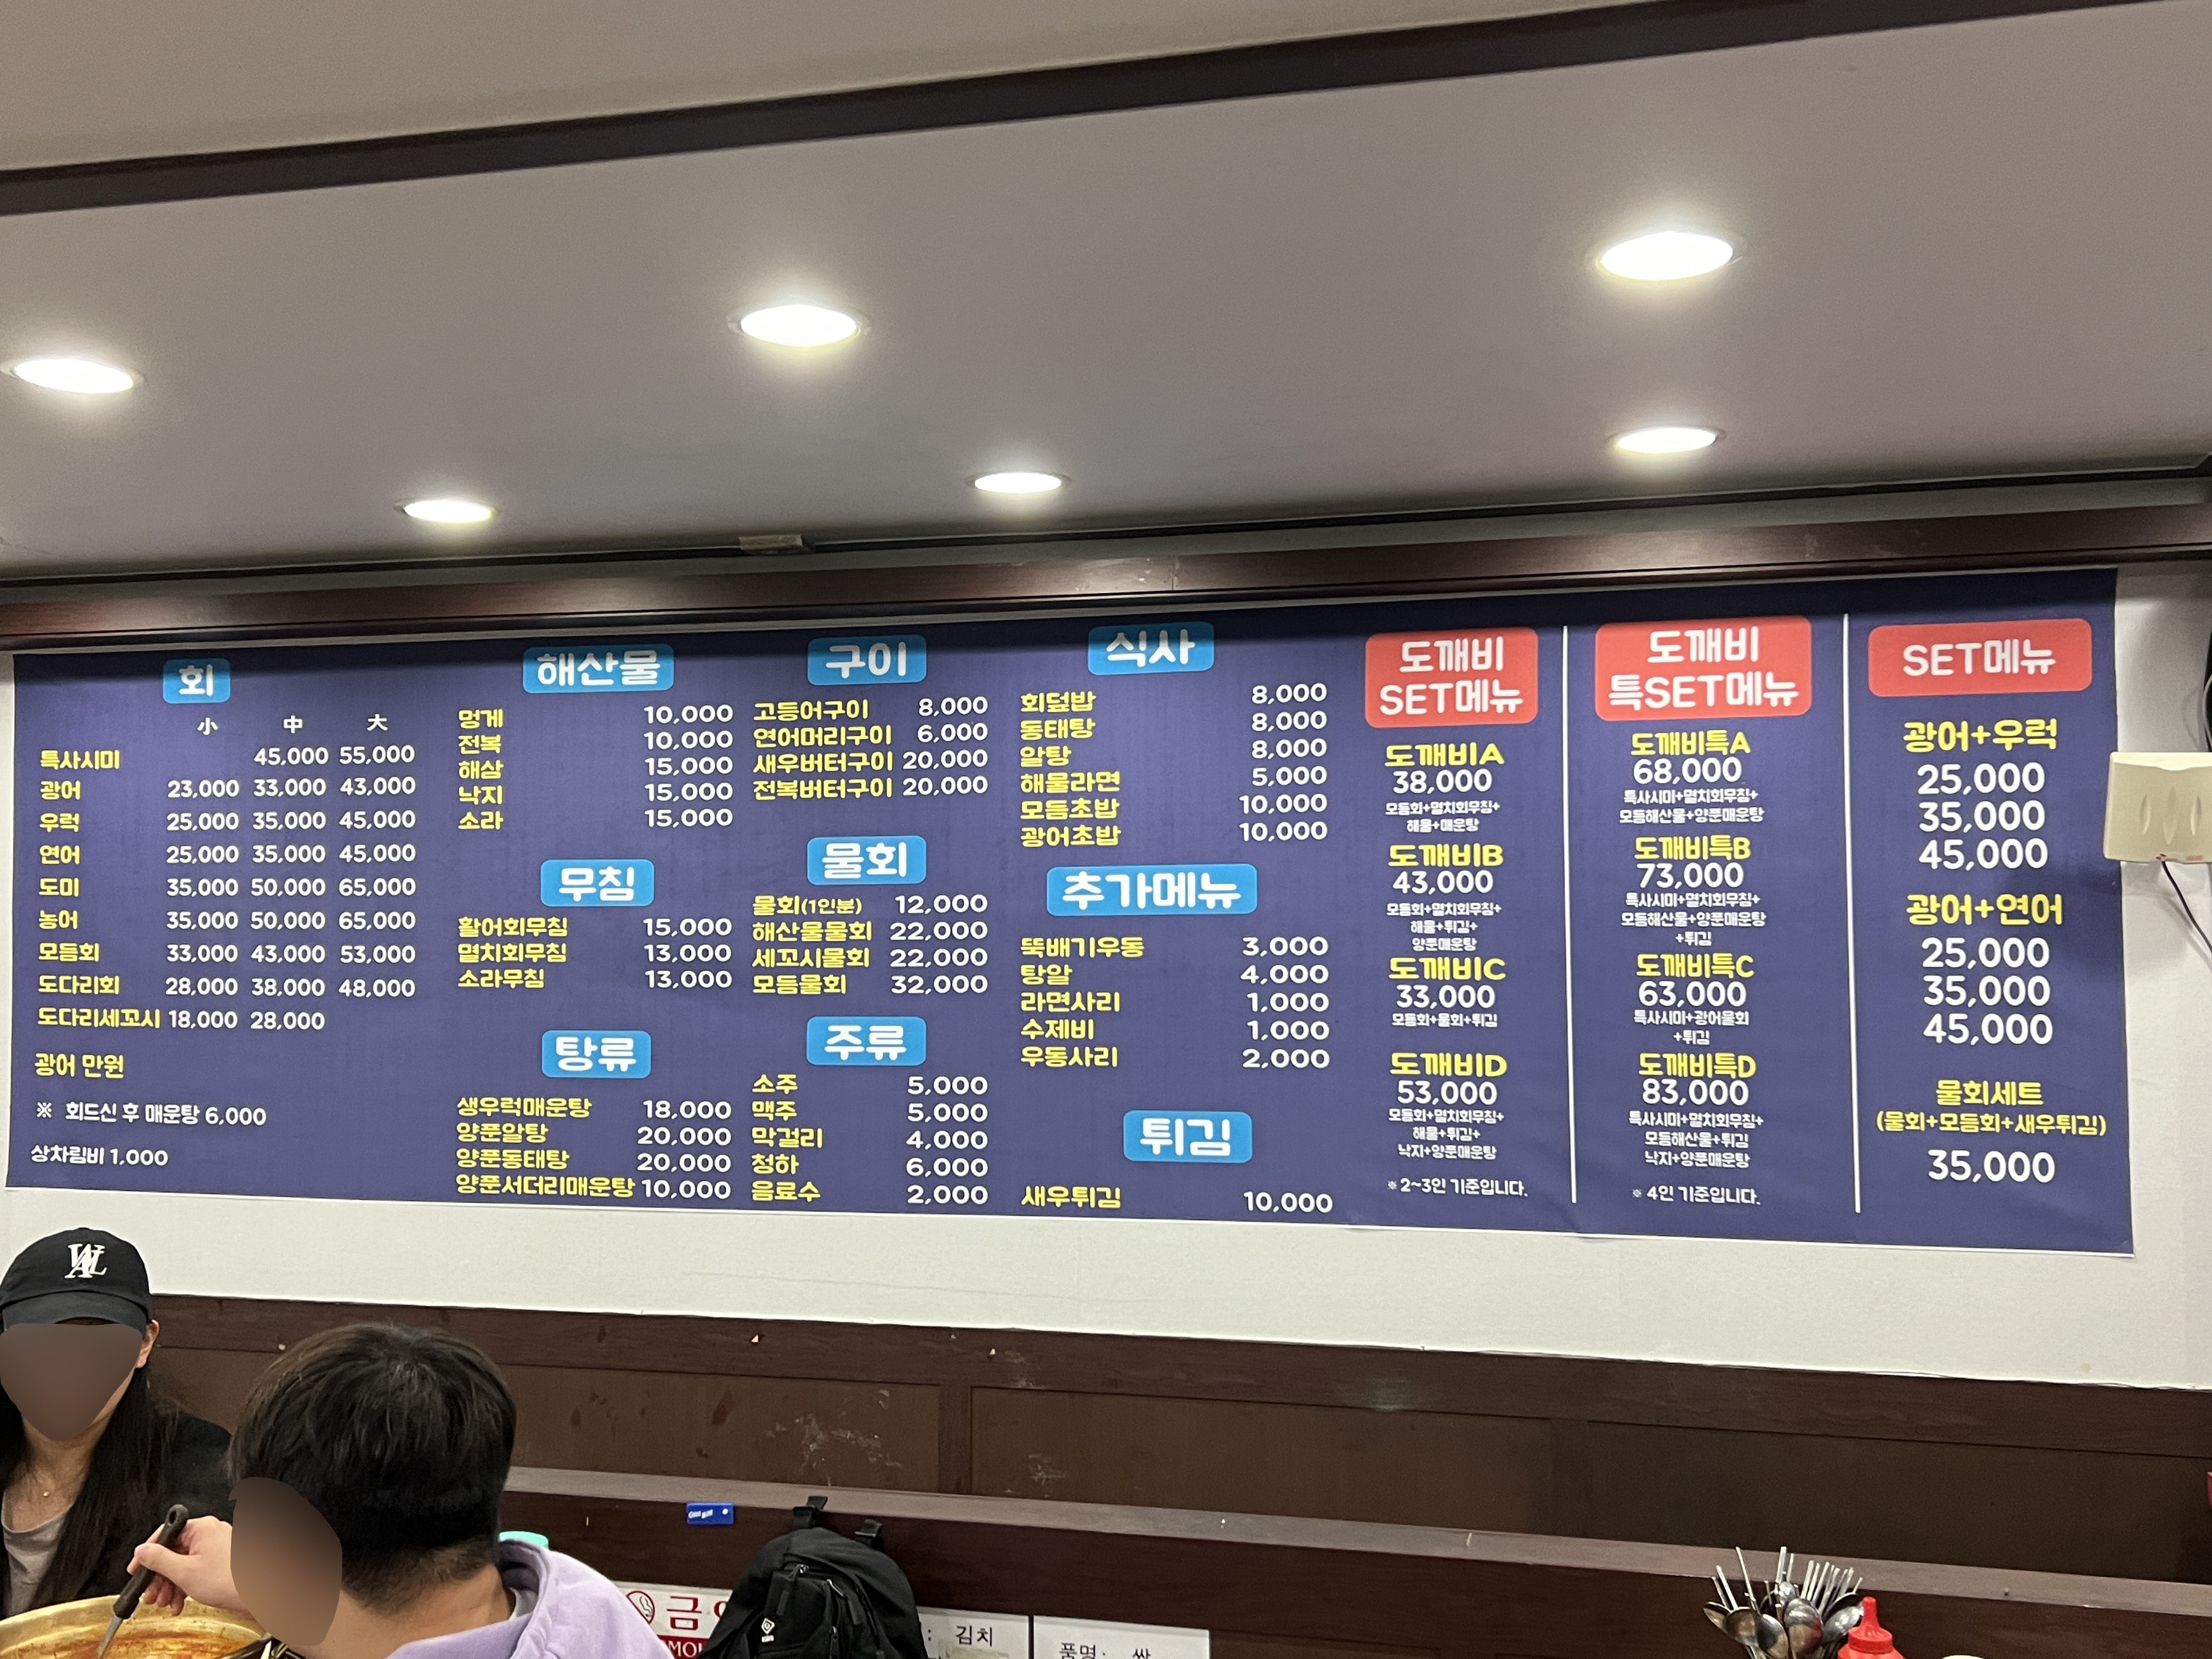 회
小 中 大
특사시미 45,000 55,000
광어 23,000 33,000 43,000
우럭 25,000 35,000 45,000
연어 25,000 35,000 45,000
도미 35,000 50,000 65,000
농어 35,000 50,000 65,000
모듬회 33,000 43,000 53,000
도다리회 28,000 38,000 48,000
도다리세꼬시 18,000 28,000
광어 만원
※ 회드신 후 매운탕 6,000
상차림비 1,000
해산물
멍게 10,000
전복 10,000
해삼 15,000
낙지 15,000
소라 15,000
무침
활어회무침 15,000
멸치회무침 13,000
소라무침 13,000
탕류
생우럭매운탕 18,000
양푼알탕 20,000
양푼동태탕 20,000
양푼서더리매운탕 10,000
구이
고등어구이 8,000
연어머리구이 6,000
새우버터구이 20,000
전복버터구이 20,000
물회
물회(1인분) 12,000
해산물물회 22,000
세꼬시물회 22,000
모듬물회 32,000
주류
소주 5,000
맥주 5,000
막걸리 4,000
청하 6,000
음료수 2,000
식사
회덮밥 8,000
동태탕 8,000
알탕 8,000
해물라면 5,000
모듬초밥 10,000
광어초밥 10,000
추가메뉴
뚝배기우동 3,000
탕알 4,000
라면사리 1,000
수제비 1,000
우동사리 2,000
튀김
새우튀김 10,000
도깨비
SET메뉴
도깨비A
38,000
모듬회+멸치회무침+
해물+매운탕
도깨비B
43,000
모듬회+멸치회무침+
해물+튀김+
양푼매운탕
도깨비C
33,000
모듬회+물회+튀김
도깨비D
53,000
모듬회+멸치회무침+
해물+튀김+
낙지+양푼매운탕
※ 2~3인 기준입니다.
도깨비
특SET메뉴
도깨비특A
68,000
특사시미+멸치회무침+
모듬해산물+양푼매운탕
도깨비특B
73,000
특사시미+멸치회무침+
모듬해산물+양푼매운탕
+튀김
도깨비특C
63,000
특사시미+광어물회
+튀김
도깨비특D
83,000
특사시미+멸치회무침+
모듬해산물+튀김
낙지+양푼매운탕
※ 4인 기준입니다.
SET메뉴
광어+우럭
25,000
35,000
45,000
광어+연어
25,000
35,000
45,000
물회세트
(물회+모듬회+새우튀김)
35,000
WAL
금
: 김치
품명: 쌀